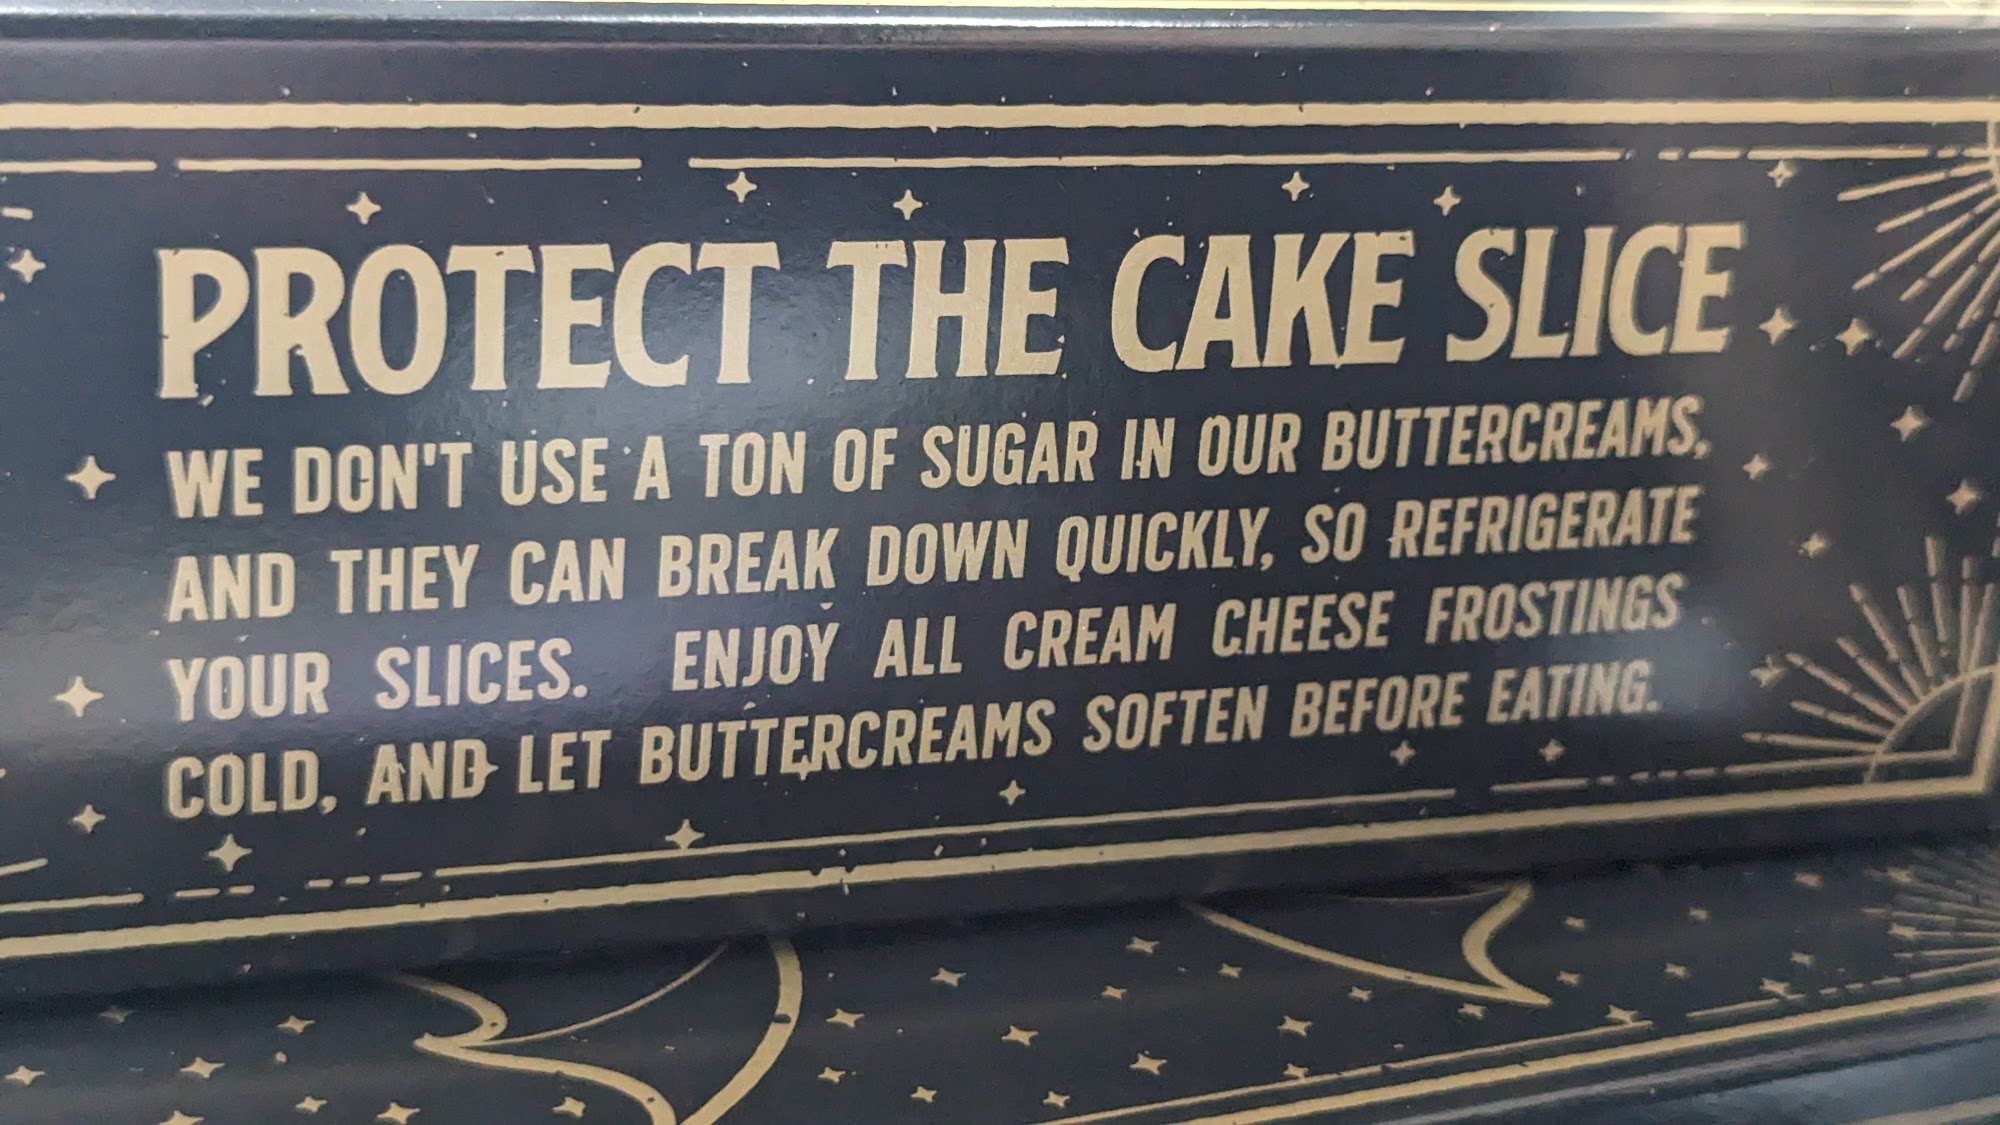 PROTECT THE CAKE SLICE
WE DON'T USE A TON OF SUGAR IN OUR BUTTERCREAMS,
AND THEY CAN BREAK DOWN QUICKLY, SO REFRIGERATE
YOUR SLICES. ENJOY ALL CREAM CHEESE FROSTINGS
COLD, AND LET BUTTERCREAMS SOFTEN BEFORE EATING.